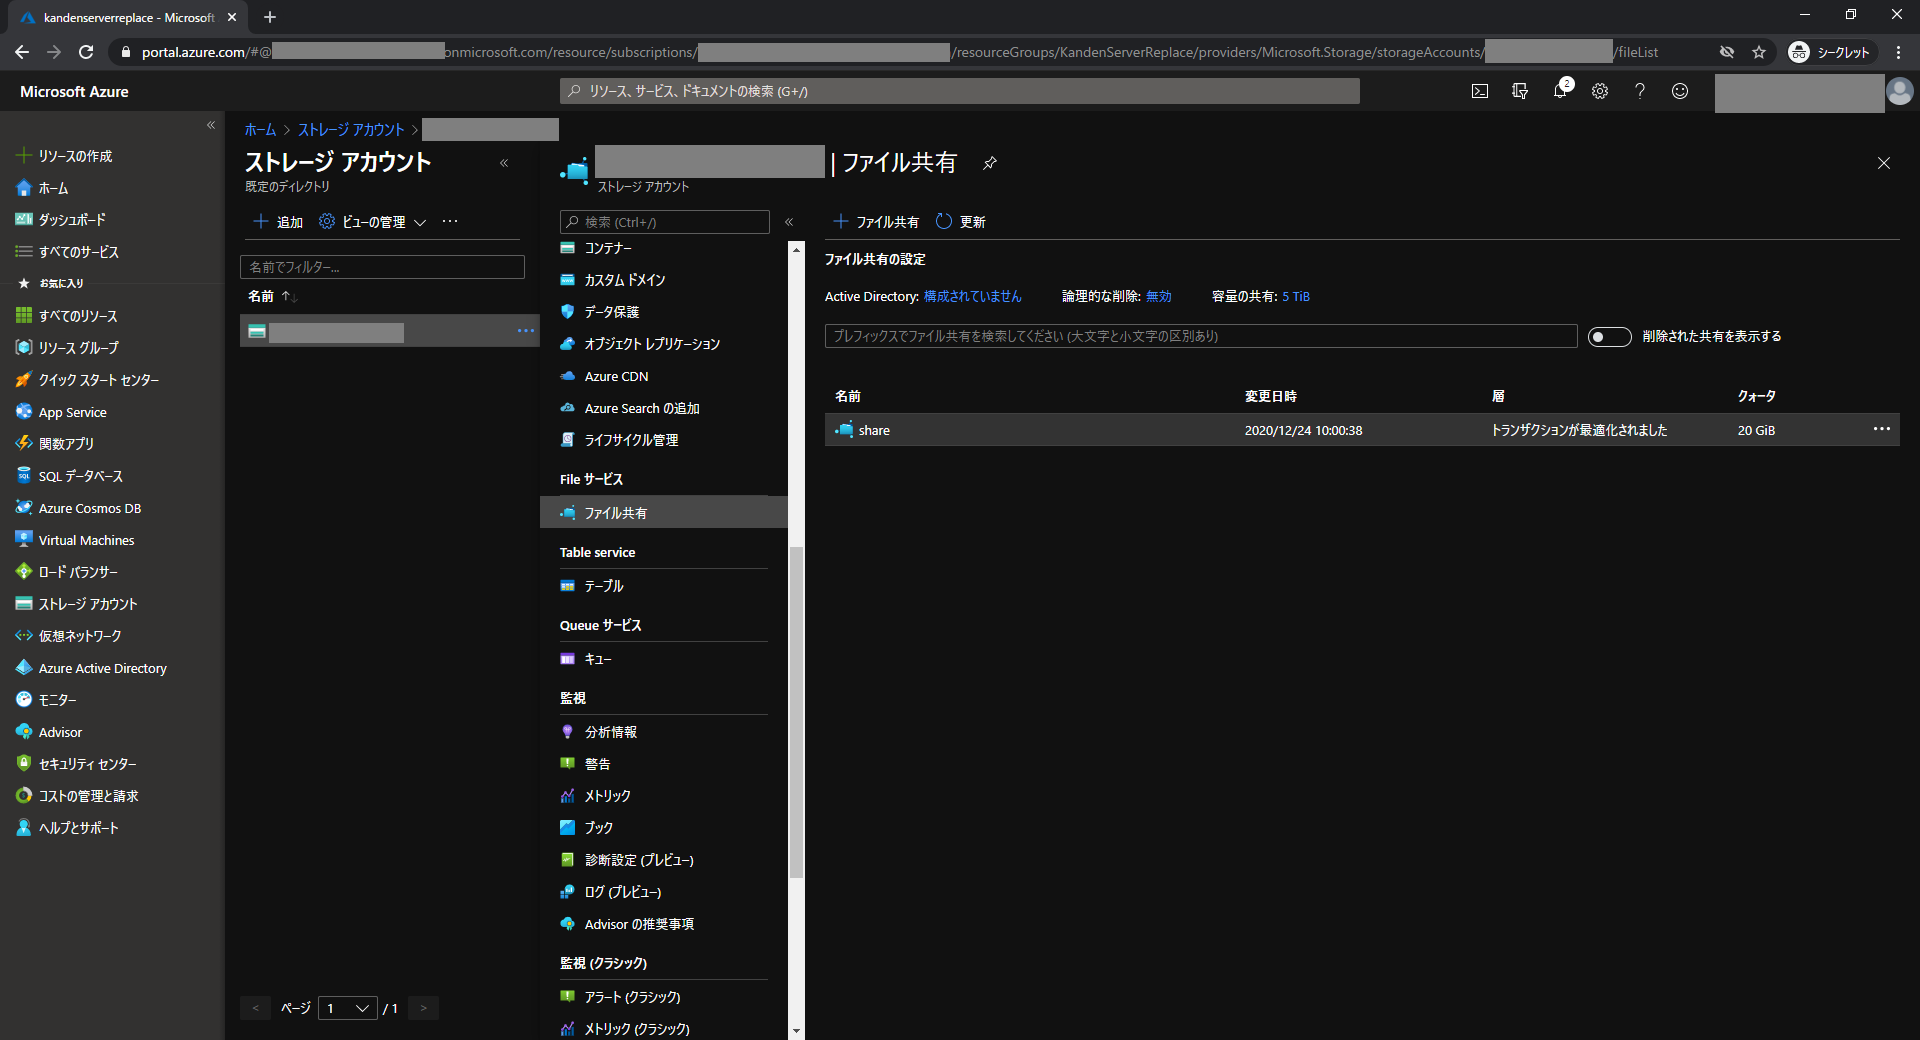 kandenserverreplace - Microsoft
portal.azure.com/#@ onmicrosoft.com/resource/subscriptions/ /resourceGroups/KandenServerReplace/providers/Microsoft.Storage/storageAccounts/ /fileList
シークレット
Microsoft Azure
リソース、サービス、ドキュメントの検索 (G+/)
2
リソースの作成
ホーム
ダッシュボード
すべてのサービス
お気に入り
すべてのリソース
リソース グループ
クイック スタート センター
App Service
関数アプリ
SQL データベース
Azure Cosmos DB
Virtual Machines
ロード バランサー
ストレージ アカウント
仮想ネットワーク
Azure Active Directory
モニター
Advisor
セキュリティ センター
コストの管理と請求
ヘルプとサポート
ホーム > ストレージ アカウント >
ストレージ アカウント
既定のディレクトリ
追加 ビューの管理 ...
名前でフィルター...
名前
< ページ 1 / 1 >
| ファイル共有
ストレージ アカウント
検索 (Ctrl+/)
コンテナー
カスタム ドメイン
データ保護
オブジェクト レプリケーション
Azure CDN
Azure Search の追加
ライフサイクル管理
File サービス
ファイル共有
Table service
テーブル
Queue サービス
キュー
監視
分析情報
警告
メトリック
ブック
診断設定 (プレビュー)
ログ (プレビュー)
Advisor の推奨事項
監視 (クラシック)
アラート (クラシック)
メトリック (クラシック)
ファイル共有 更新
ファイル共有の設定
Active Directory: 構成されていません 論理的な削除: 無効 容量の共有: 5 TiB
プレフィックスでファイル共有を検索してください (大文字と小文字の区別あり)
削除された共有を表示する
名前 変更日時 層 クォータ
share 2020/12/24 10:00:38 トランザクションが最適化されました 20 GiB